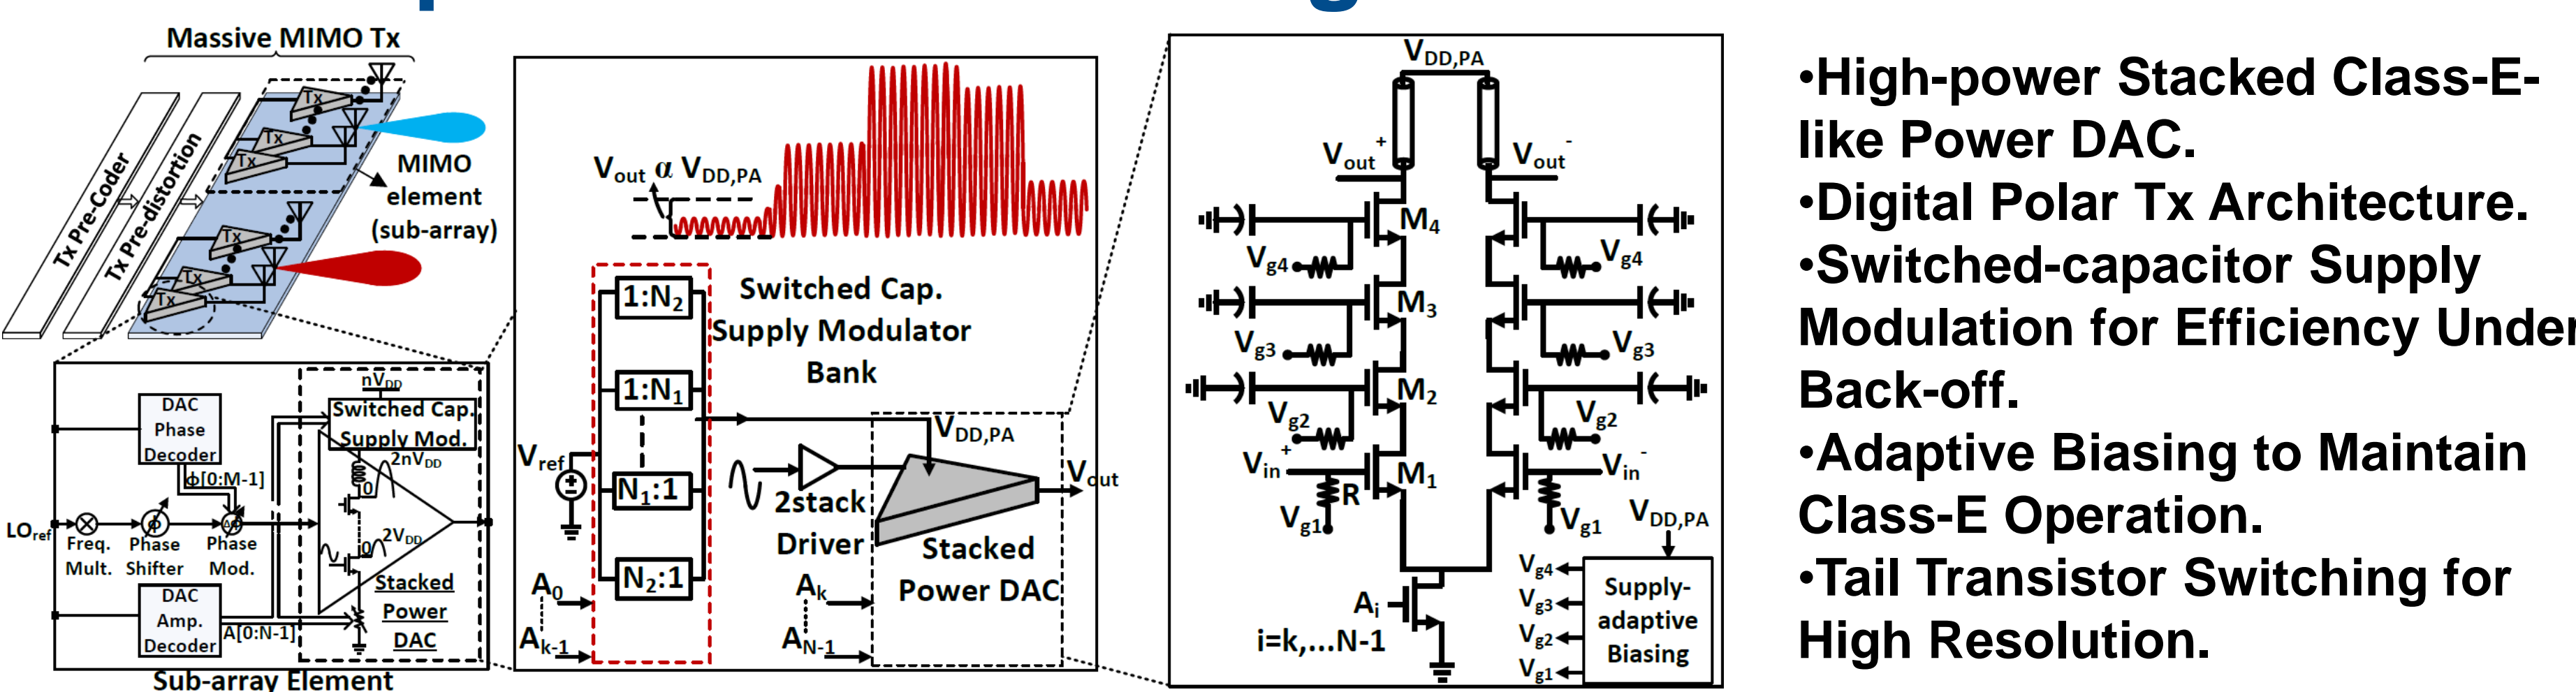 Massive MIMO Tx
Tx Pre-Coder
Tx Pre-distortion
Tx
Tx
Tx
Tx
Tx
Tx
MIMO
element
(sub-array)
DAC
Phase
Decoder
ϕ[0:M-1]
LOref
Freq.
Mult.
Phase
Shifter
Phase
Mod.
ϕ
Δϕ
DAC
Amp.
Decoder
A[0:N-1]
nVDD
Switched Cap.
Supply Mod.
2nVDD
0
2VDD
0
Stacked
Power
DAC
Sub-array Element
Vout α VDD,PA
1:N2
1:N1
N1:1
N2:1
Switched Cap.
Supply Modulator
Bank
Vref
A0
Ak-1
2stack
Driver
Ak
AN-1
VDD,PA
Vout
Stacked
Power DAC
VDD,PA
Vout+
Vout-
M4
Vg4
Vg4
M3
Vg3
Vg3
M2
Vg2
Vg2
Vin+
M1
Vin-
R
Vg1
Vg1
VDD,PA
Ai
i=k,...N-1
Vg4
Vg3
Vg2
Vg1
Supply-
adaptive
Biasing
•High-power Stacked Class-E-
like Power DAC.
•Digital Polar Tx Architecture.
•Switched-capacitor Supply
Modulation for Efficiency Under
Back-off.
•Adaptive Biasing to Maintain
Class-E Operation.
•Tail Transistor Switching for
High Resolution.